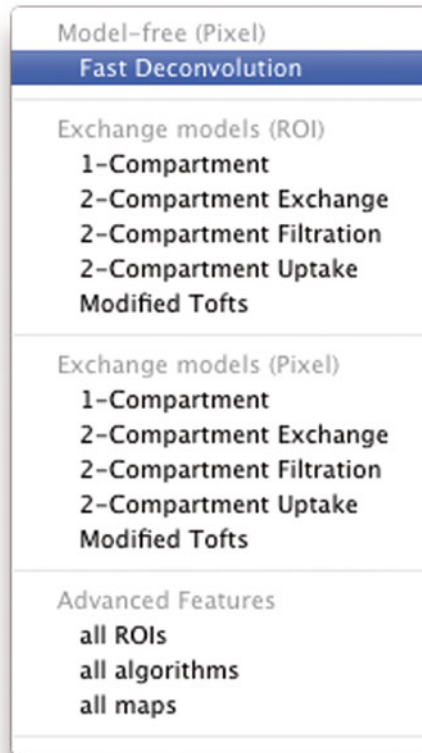 Model-free (Pixel)
Fast Deconvolution
Exchange models (ROI)
1-Compartment
2-Compartment Exchange
2-Compartment Filtration
2-Compartment Uptake
Modified Tofts
Exchange models (Pixel)
1-Compartment
2-Compartment Exchange
2-Compartment Filtration
2-Compartment Uptake
Modified Tofts
Advanced Features
all ROIs
all algorithms
all maps